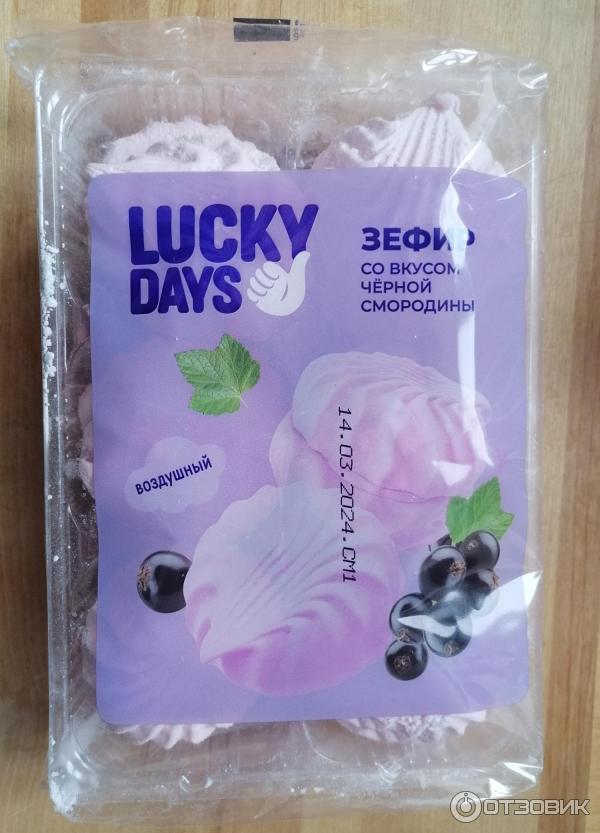 LUCKY
DAYS
ЗЕФИР
СО ВКУСОМ
ЧЁРНОЙ
СМОРОДИНЫ
14.03.2024.СМ1
ВОЗДУШНЫЙ
ОТЗОВИК